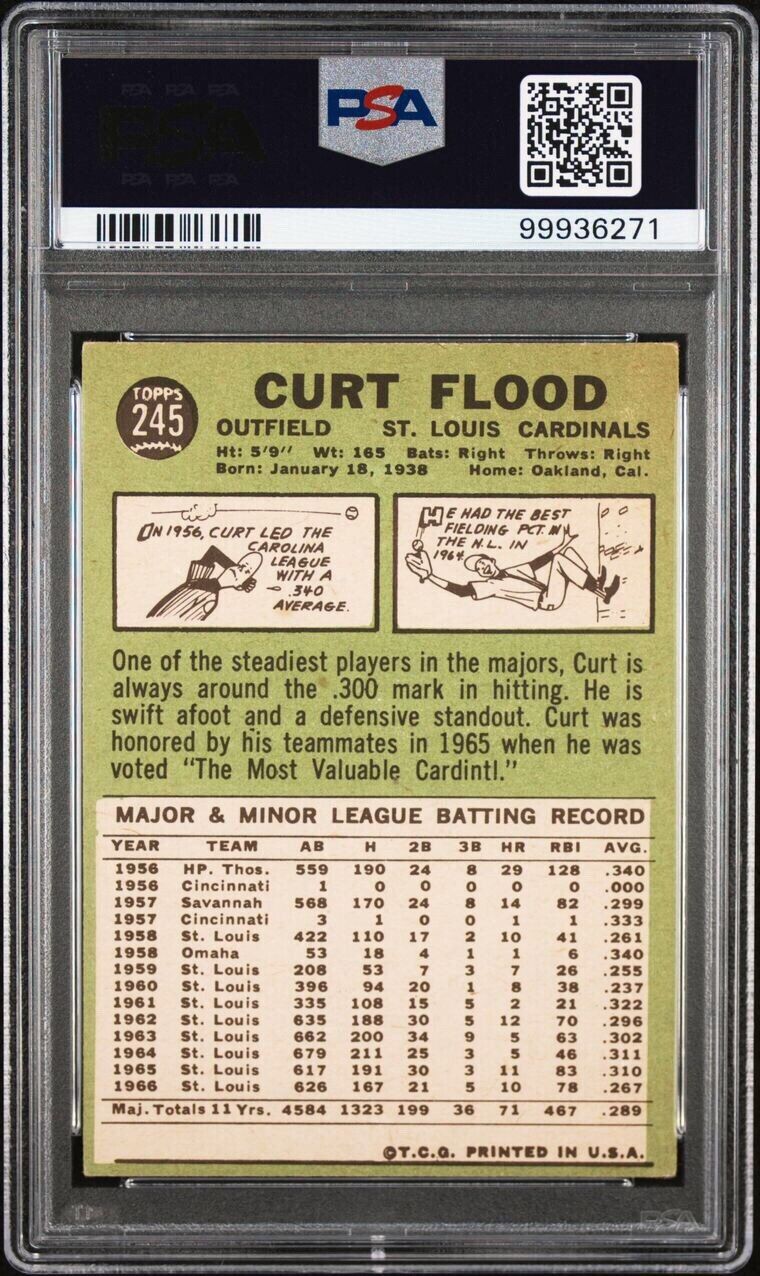 PSA PSA PSA
PSA
PSA PSA PSA
PSA
99936271
TOPPS
245
CURT FLOOD
OUTFIELD ST. LOUIS CARDINALS
Ht: 5'9" Wt: 165 Bats: Right Throws: Right
Born: January 18, 1938 Home: Oakland, Cal.
IN 1956, CURT LED THE
CAROLINA
LEAGUE
WITH A
.340
AVERAGE.
HE HAD THE BEST
FIELDING PCT. IN
THE N.L. IN
1964.
One of the steadiest players in the majors, Curt is
always around the .300 mark in hitting. He is
swift afoot and a defensive standout. Curt was
honored by his teammates in 1965 when he was
voted “The Most Valuable Cardintl.”
MAJOR & MINOR LEAGUE BATTING RECORD
YEAR TEAM AB H 2B 3B HR RBI AVG.
1956 HP. Thos. 559 190 24 8 29 128 .340
1956 Cincinnati 1 0 0 0 0 0 .000
1957 Savannah 568 170 24 8 14 82 .299
1957 Cincinnati 3 1 0 0 1 1 .333
1958 St. Louis 422 110 17 2 10 41 .261
1958 Omaha 53 18 4 1 1 6 .340
1959 St. Louis 208 53 7 3 7 26 .255
1960 St. Louis 396 94 20 1 8 38 .237
1961 St. Louis 335 108 15 5 2 21 .322
1962 St. Louis 635 188 30 5 12 70 .296
1963 St. Louis 662 200 34 9 5 63 .302
1964 St. Louis 679 211 25 3 5 46 .311
1965 St. Louis 617 191 30 3 11 83 .310
1966 St. Louis 626 167 21 5 10 78 .267
Maj. Totals 11 Yrs. 4584 1323 199 36 71 467 .289
©T.C.G. PRINTED IN U.S.A.
PSA